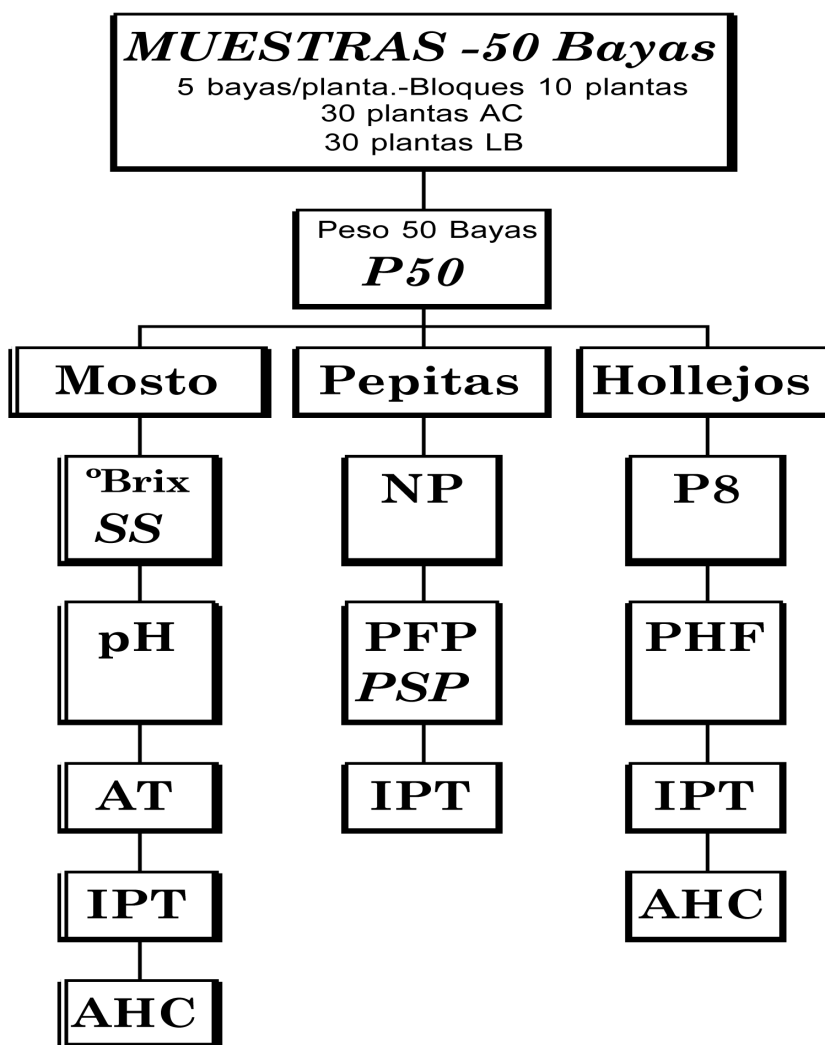 MUESTRAS -50 Bayas
5 bayas/planta.-Bloques 10 plantas
30 plantas AC
30 plantas LB
Peso 50 Bayas
P50
Mosto
Pepitas
Hollejos
ºBrix
SS
NP
P8
pH
PFP
PSP
PHF
AT
IPT
IPT
IPT
AHC
AHC